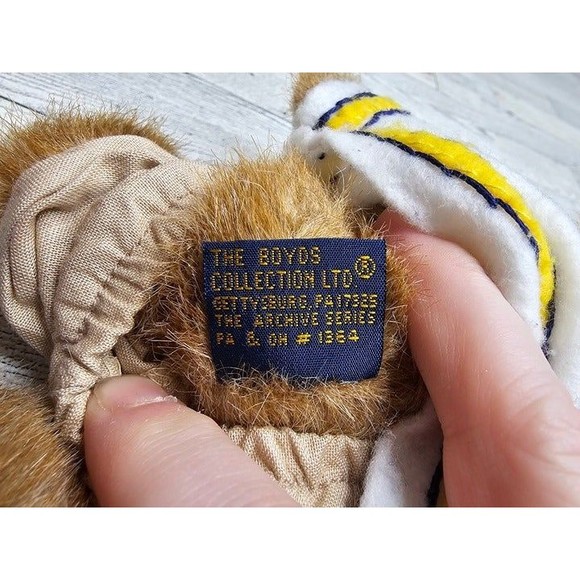 THE BOYDS
COLLECTION LTD.®
GETTYSBURG, PA 17325
THE ARCHIVE SERIES
PA & OH # 1364